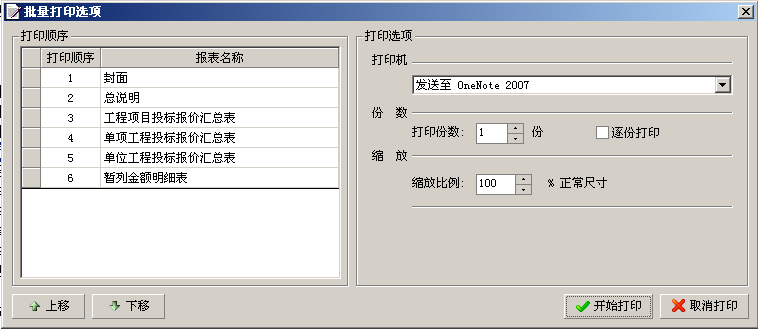 批量打印选项
打印顺序
打印顺序 报表名称
1 封面
2 总说明
3 工程项目投标报价汇总表
4 单项工程投标报价汇总表
5 单位工程投标报价汇总表
6 暂列金额明细表
上移 下移
打印选项
打印机
发送至 OneNote 2007
份 数
打印份数: 1 份 逐份打印
缩 放
缩放比例: 100 % 正常尺寸
开始打印 取消打印